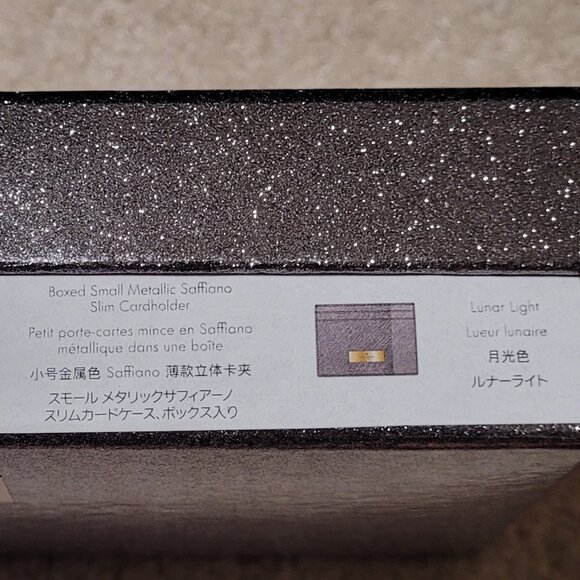 Boxed Small Metallic Saffiano
Slim Cardholder
Petit porte-cartes mince en Saffiano
métallique dans une boîte
小号金属色 Saffiano 薄款立体卡夹
スモール メタリックサフィアーノ
スリムカードケース、ボックス入り
Lunar Light
Lueur lunaire
月光色
ルナーライト